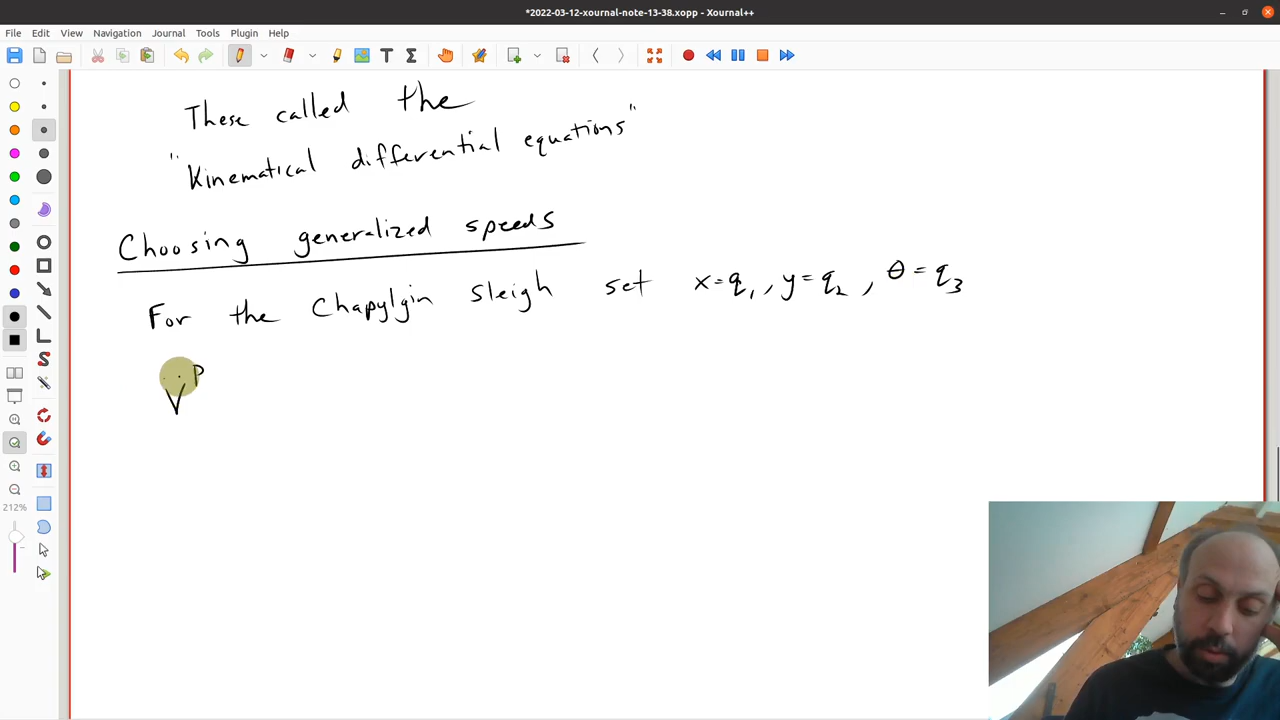 *2022-03-12-xournal-note-13-38.xopp - Xournal++
File Edit View Navigation Journal Tools Plugin Help
These called the
"Kinematical differential equations"
Choosing generalized speeds
For the Chapylgin sleigh set x=q₁, y=q₂, θ=q₃
V P
212%